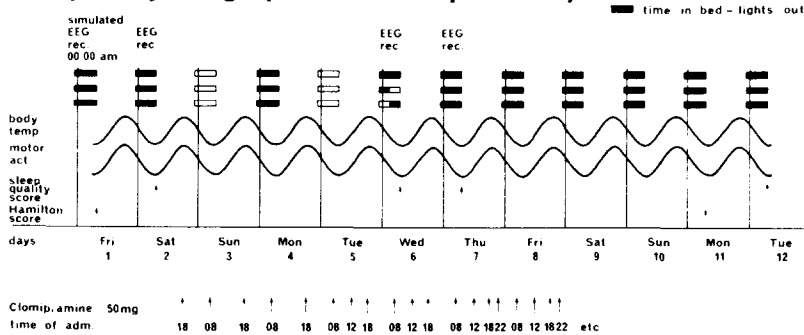 time in bed - lights out
simulated
EEG
rec.
00.00 am
EEG
rec.
EEG
rec
EEG
rec.
body
temp
motor
act
sleep
quality
score
Hamilton
score
days Fri Sat Sun Mon Tue Wed Thu Fri Sat Sun Mon Tue
1 2 3 4 5 6 7 8 9 10 11 12
Clomipramine 50mg
time of adm. 18 08 18 08 18 08 12 18 08 12 18 08 12 18 22 08 12 18 22 etc